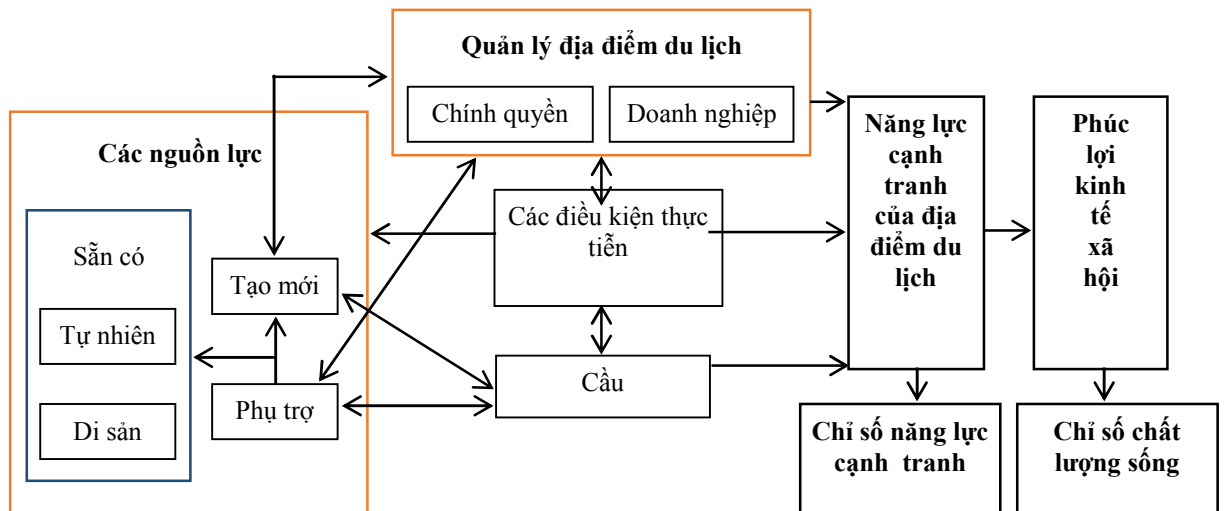 Quản lý địa điểm du lịch
Chính quyền
Doanh nghiệp
Các nguồn lực
Sẵn có
Tự nhiên
Di sản
Tạo mới
Phụ trợ
Các điều kiện thực
tiễn
Cầu
Năng lực
cạnh
tranh
của địa
điểm du
lịch
Phúc
lợi
kinh
tế
xã
hội
Chỉ số năng lực
cạnh tranh
Chỉ số chất
lượng sống